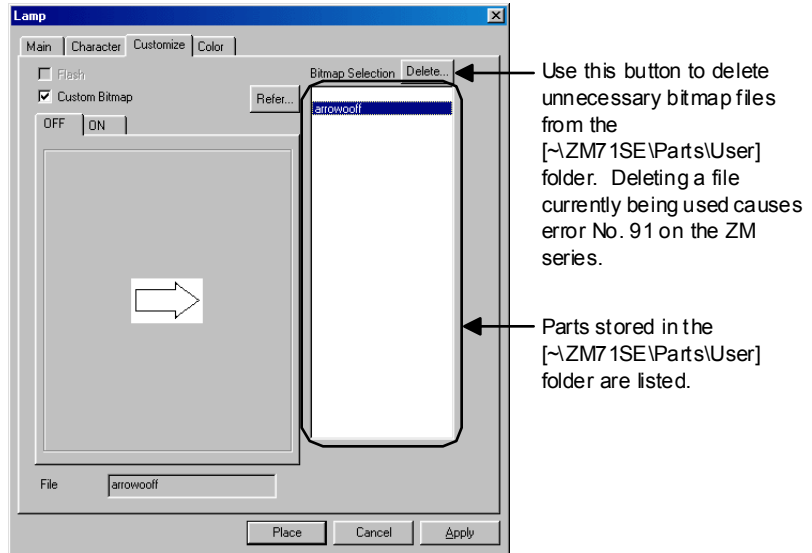 Lamp
Main Character Customize Color
Flash
Bitmap Selection Delete...
Custom Bitmap Refer...
OFF ON
arrowooff
File arrowooff
Place Cancel Apply
Use this button to delete
unnecessary bitmap files
from the
[~\ZM71SE\Parts\User]
folder. Deleting a file
currently being used causes
error No. 91 on the ZM
series.
Parts stored in the
[~\ZM71SE\Parts\User]
folder are listed.